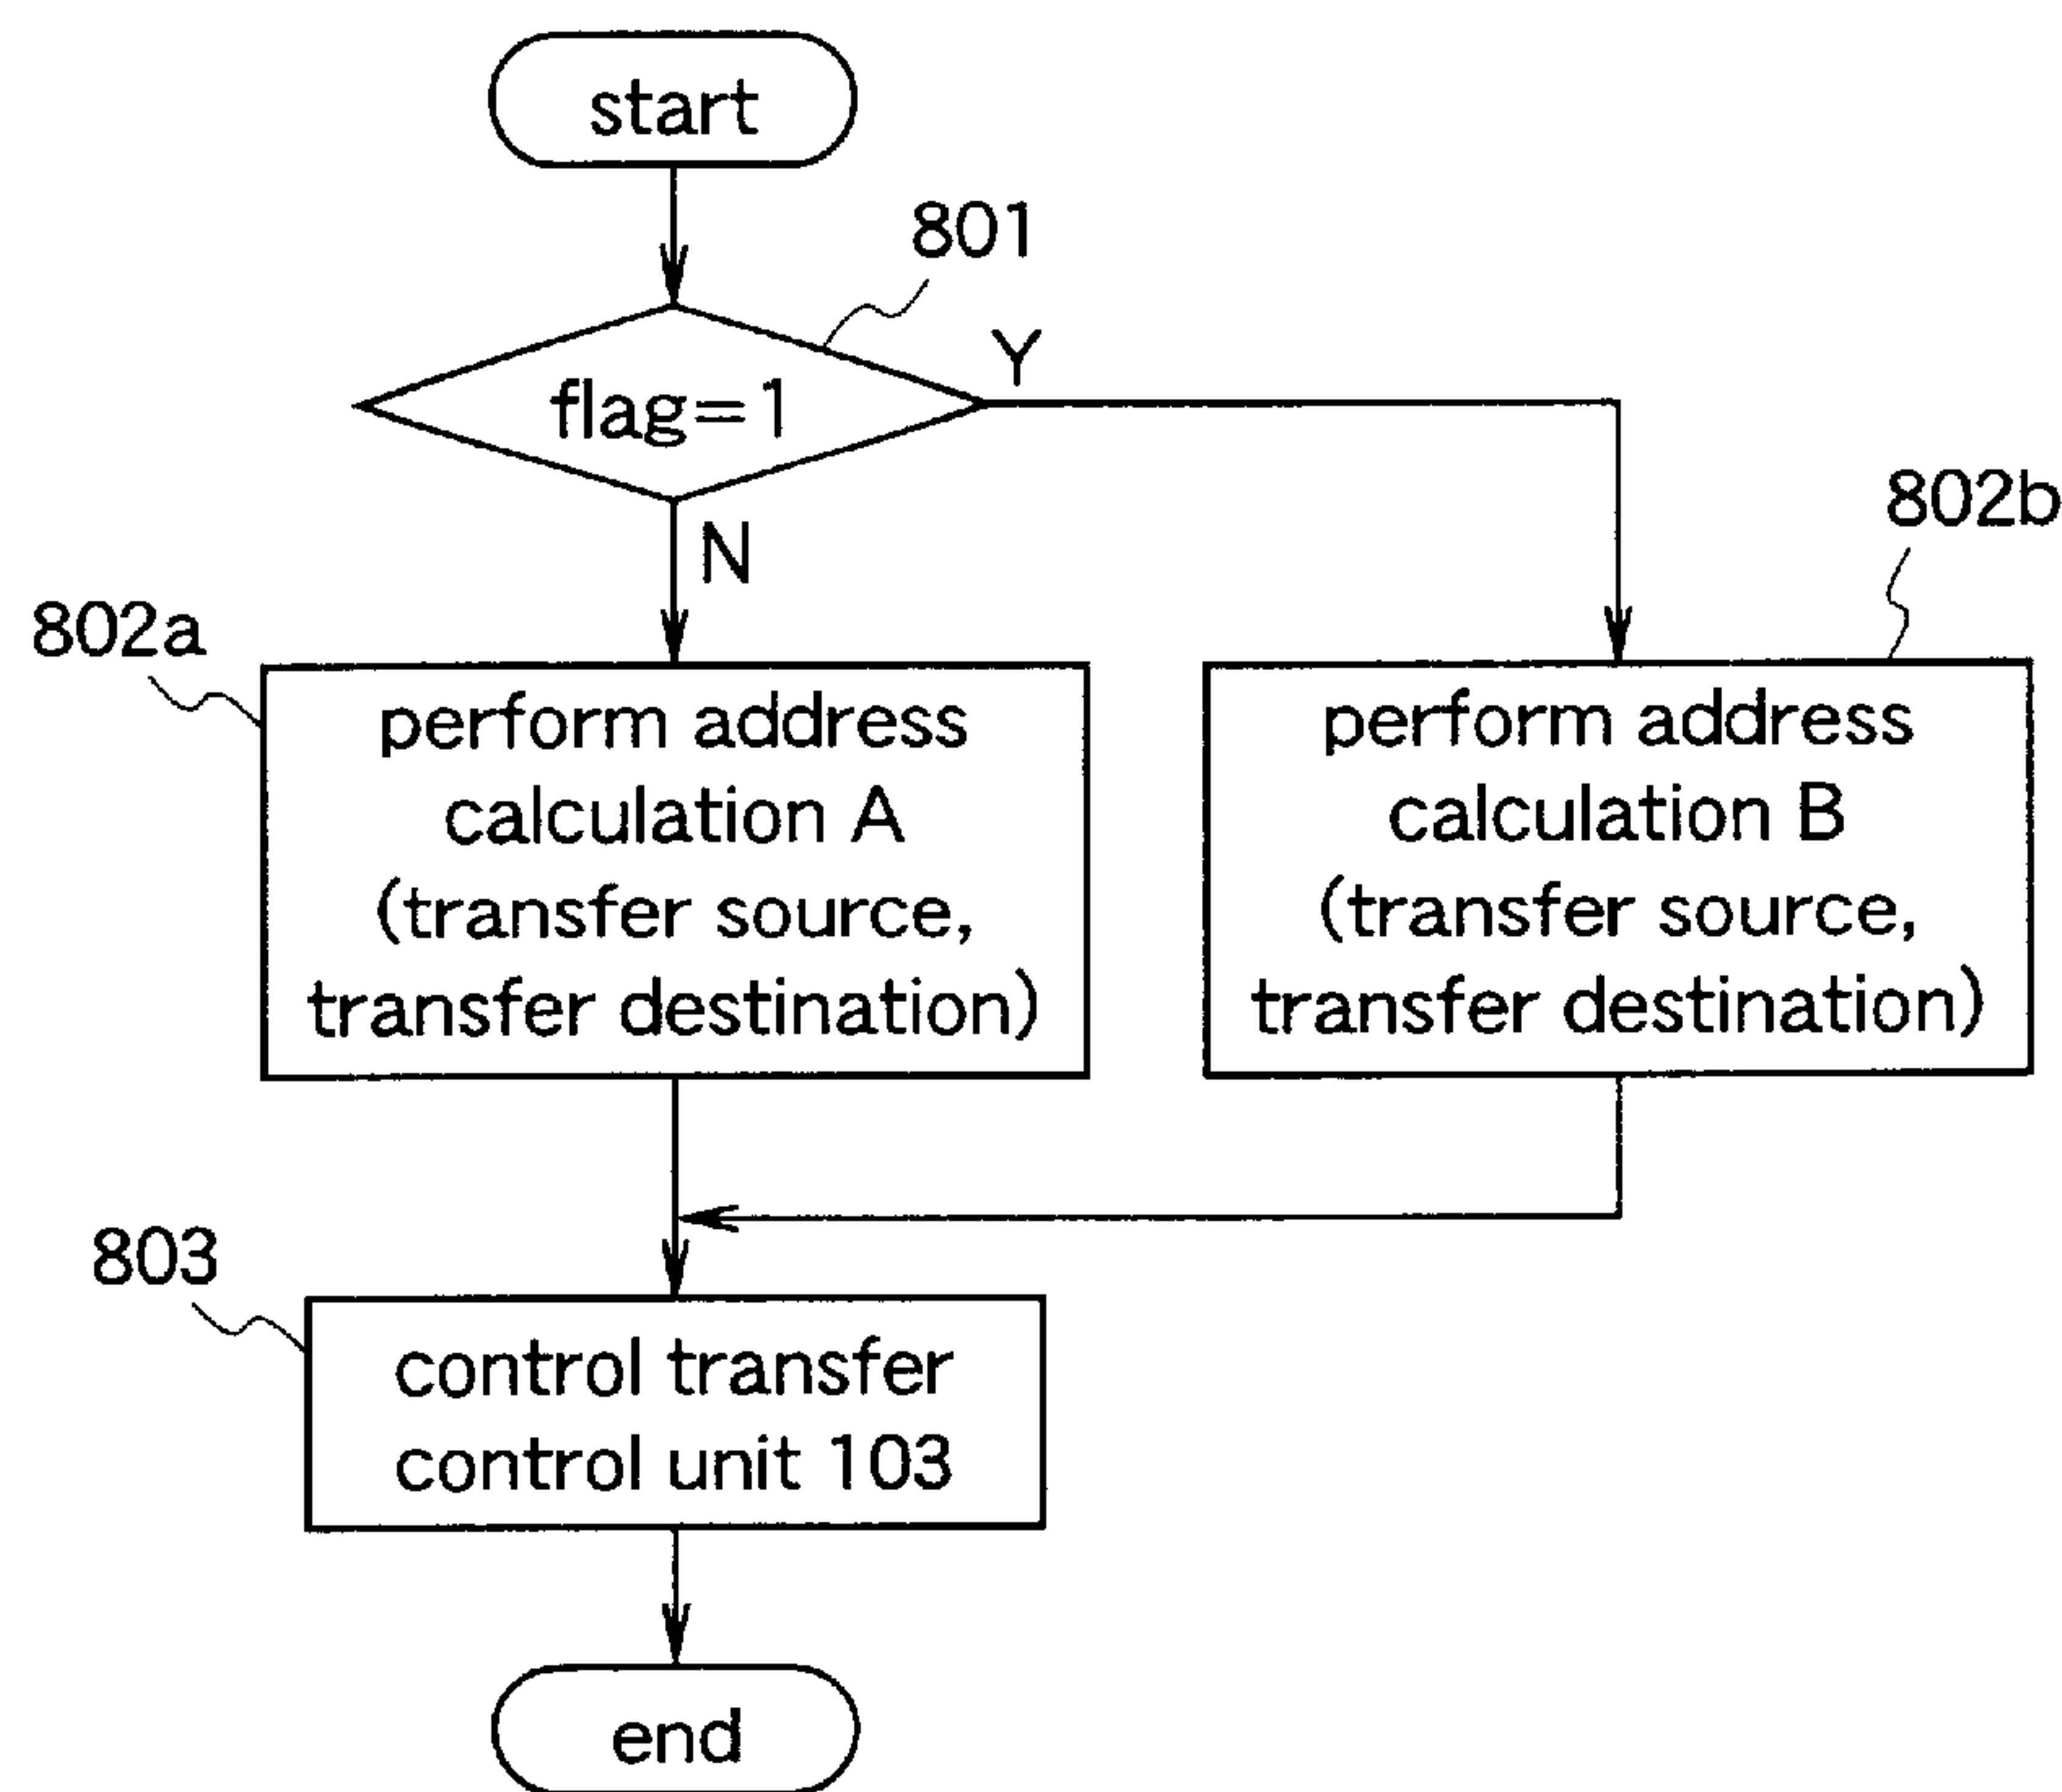 start
801
flag=1
Y
N
802a
802b
perform address
calculation A
(transfer source,
transfer destination)
perform address
calculation B
(transfer source,
transfer destination)
803
control transfer
control unit 103
end